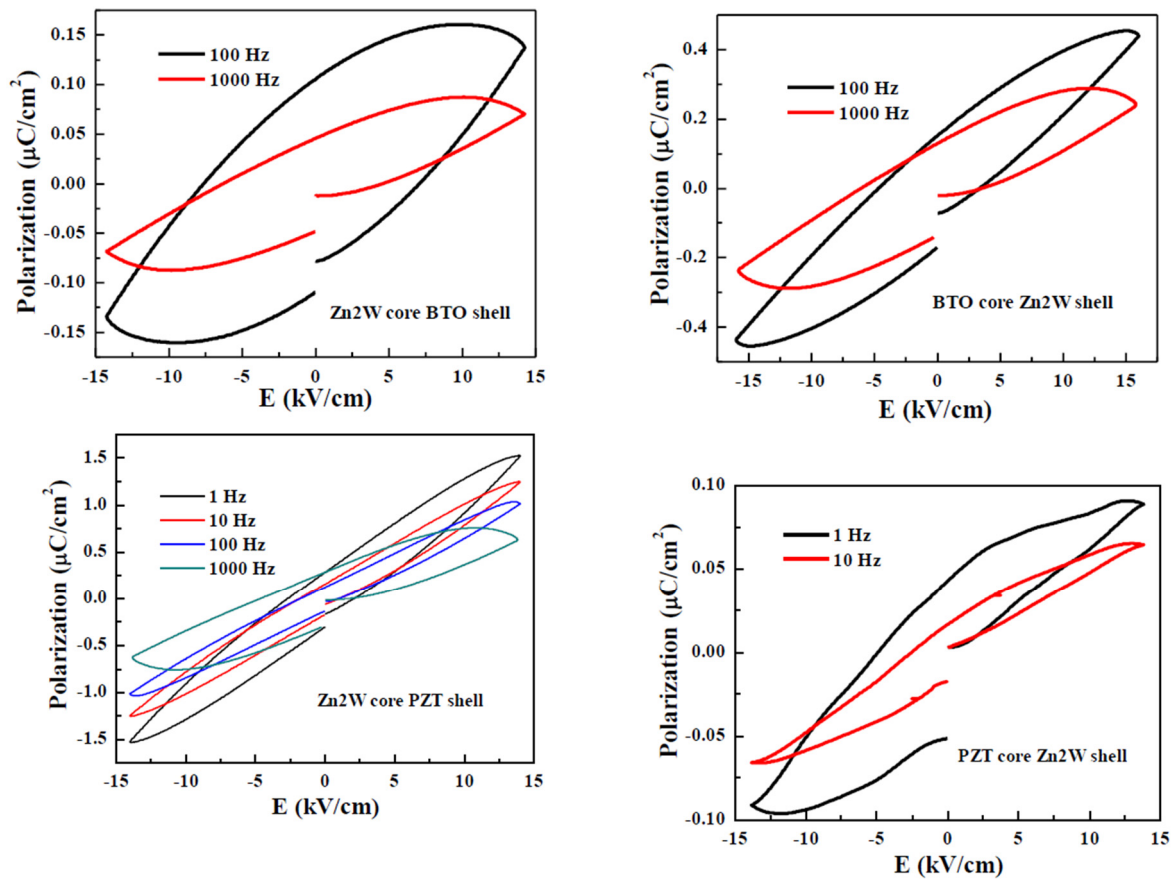 Polarization (μC/cm²)
0.15
0.10
0.05
0.00
-0.05
-0.10
-0.15
100 Hz
1000 Hz
Zn2W core BTO shell
-15 -10 -5 0 5 10 15
E (kV/cm)
Polarization (μC/cm²)
0.4
0.2
0.0
-0.2
-0.4
100 Hz
1000 Hz
BTO core Zn2W shell
-15 -10 -5 0 5 10 15
E (kV/cm)
Polarization (μC/cm²)
1.5
1.0
0.5
0.0
-0.5
-1.0
-1.5
1 Hz
10 Hz
100 Hz
1000 Hz
Zn2W core PZT shell
-15 -10 -5 0 5 10 15
E (kV/cm)
Polarization (μC/cm²)
0.10
0.05
0.00
-0.05
-0.10
1 Hz
10 Hz
PZT core Zn2W shell
-15 -10 -5 0 5 10 15
E (kV/cm)